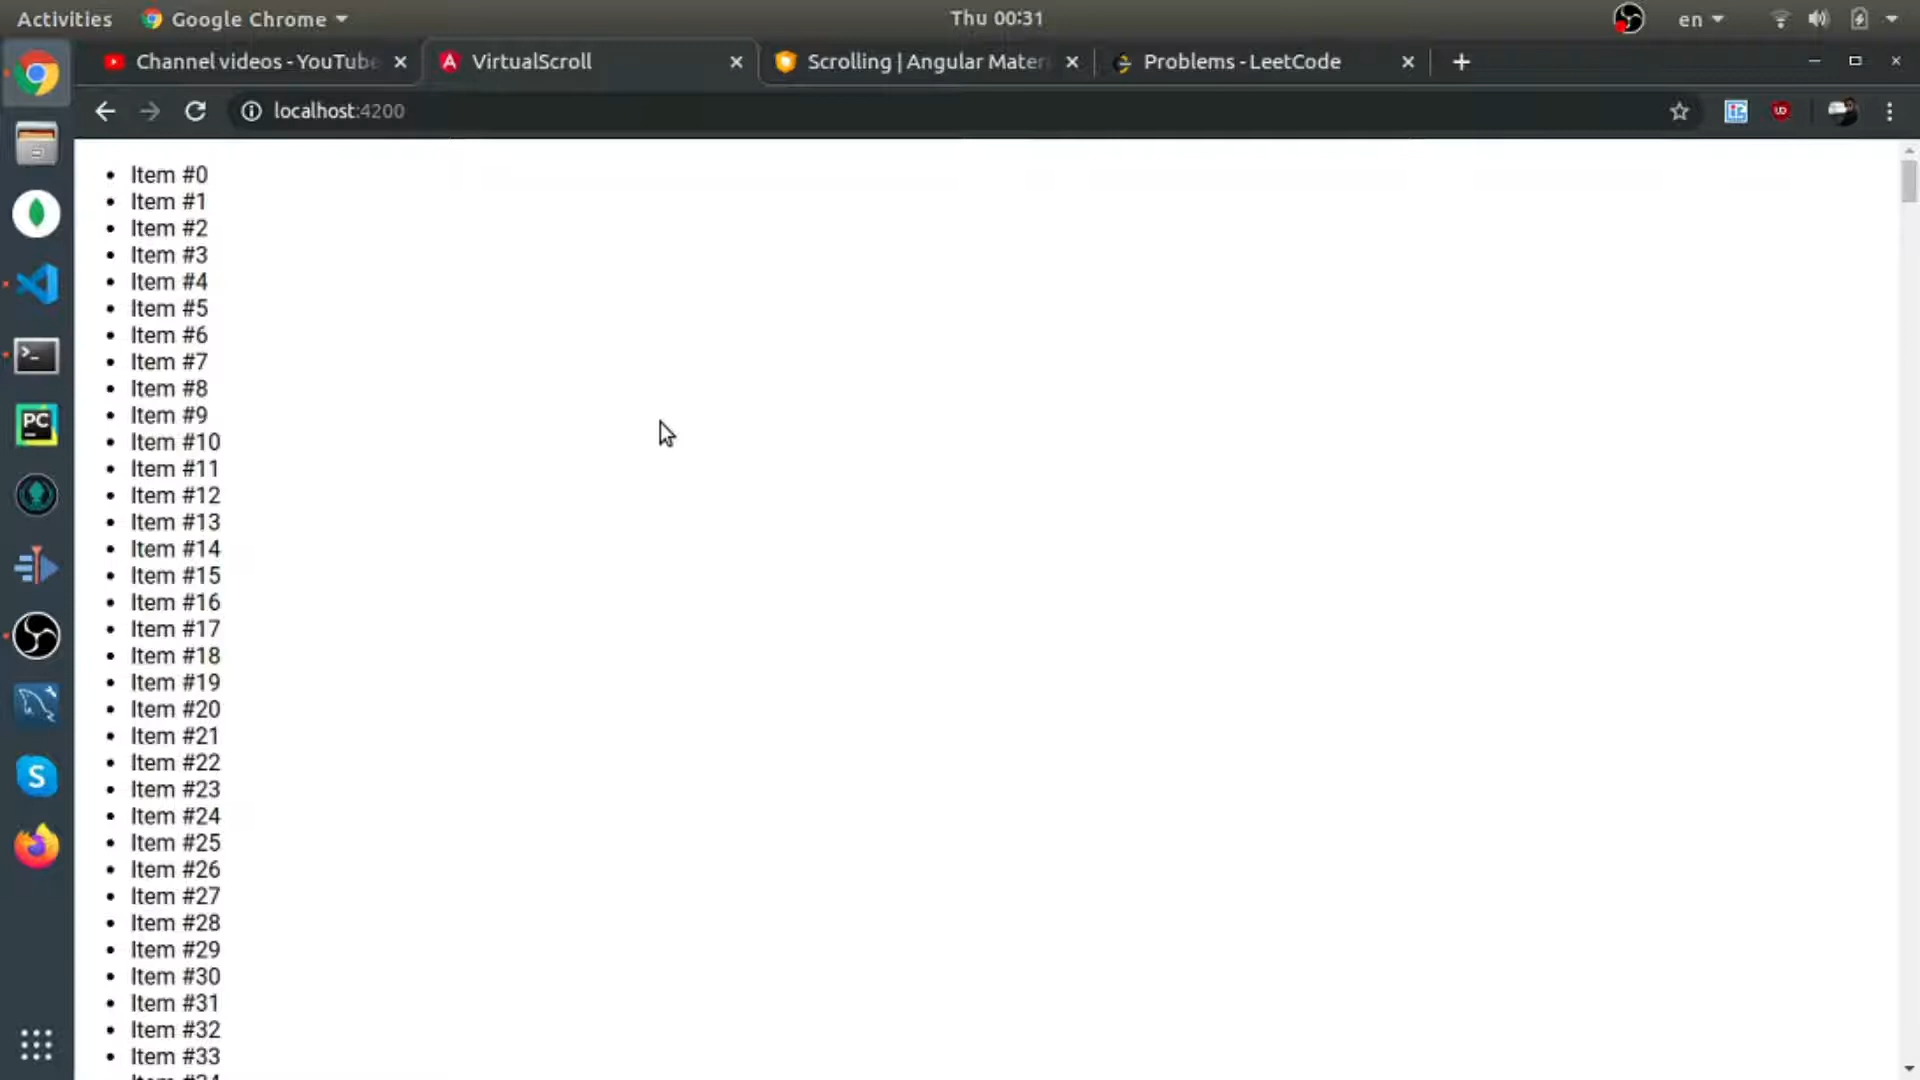 Activities
Google Chrome
Thu 00:31
en
Channel videos - YouTube
VirtualScroll
Scrolling | Angular Mater
Problems - LeetCode
localhost:4200
Item #0
Item #1
Item #2
Item #3
Item #4
Item #5
Item #6
Item #7
Item #8
Item #9
Item #10
Item #11
Item #12
Item #13
Item #14
Item #15
Item #16
Item #17
Item #18
Item #19
Item #20
Item #21
Item #22
Item #23
Item #24
Item #25
Item #26
Item #27
Item #28
Item #29
Item #30
Item #31
Item #32
Item #33
Item #34
PC
S